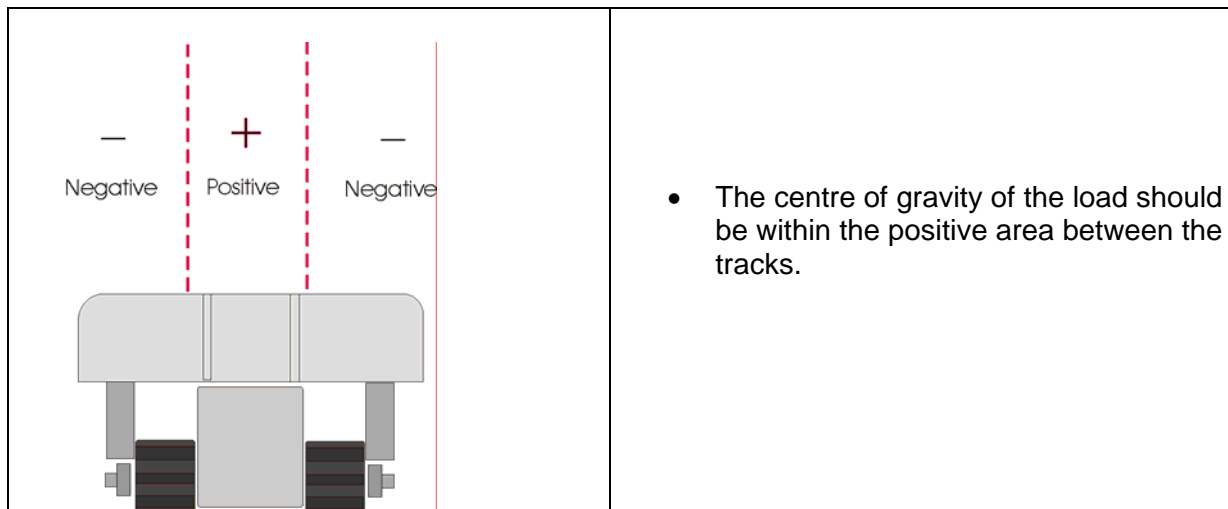 − + −
Negative Positive Negative
• The centre of gravity of the load should
be within the positive area between the
tracks.